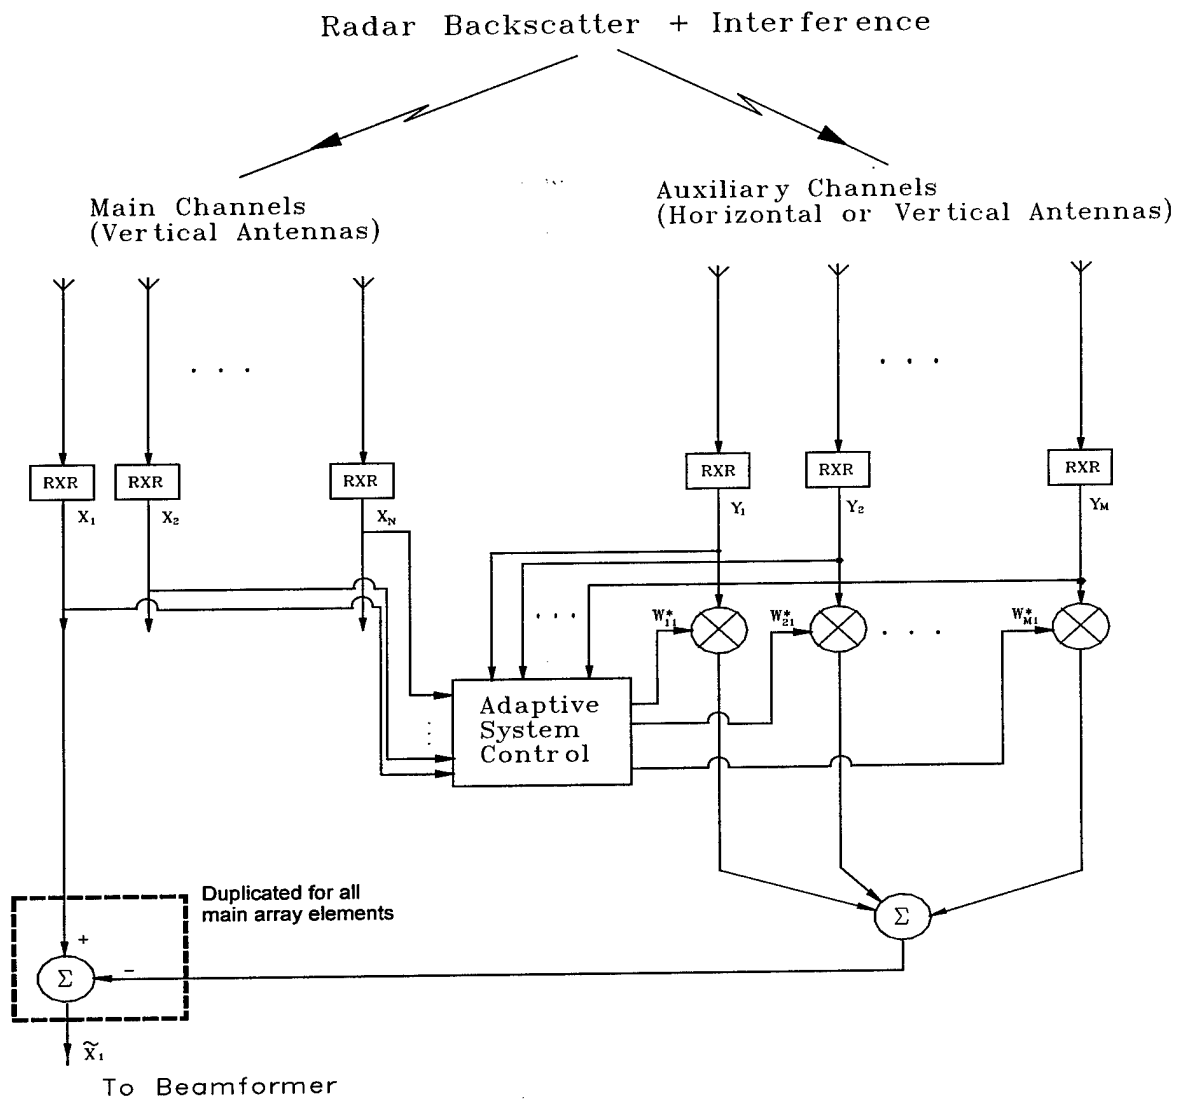 Radar Backscatter + Interference
Main Channels
(Vertical Antennas)
Auxiliary Channels
(Horizontal or Vertical Antennas)
. . .
. . .
RXR
RXR
RXR
RXR
RXR
RXR
X₁
X₂
X_N
Y₁
Y₂
Y_M
. . .
W*₁₁
W*₂₁
. . .
W*_M1
Adaptive
System
Control
Duplicated for all
main array elements
Σ
+
Σ
−
X̃₁
To Beamformer